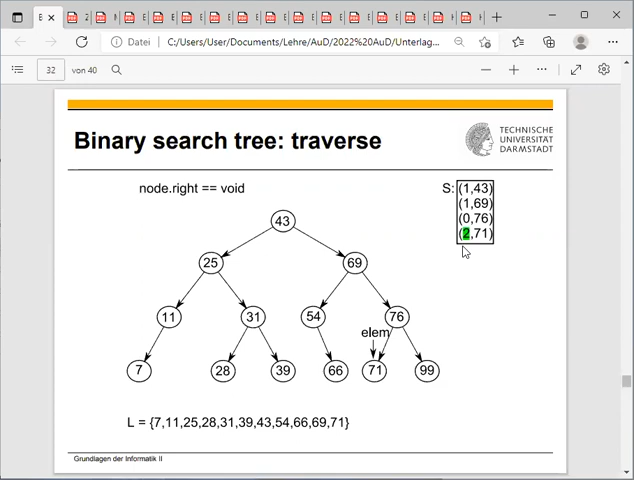 Datei
C:/Users/User/Documents/Lehre/AuD/2022%20AuD/Unterlag...
32
von 40
Binary search tree: traverse
TECHNISCHE
UNIVERSITÄT
DARMSTADT
node.right == void
S:
(1,43)
(1,69)
(0,76)
(2,71)
43
25
69
11
31
54
76
elem
7
28
39
66
71
99
L = {7,11,25,28,31,39,43,54,66,69,71}
Grundlagen der Informatik II